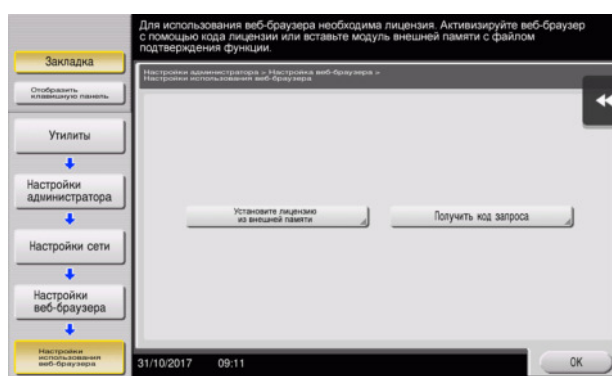 Для использования веб-браузера необходима лицензия. Активизируйте веб-браузер
с помощью кода лицензии или вставьте модуль внешней памяти с файлом
подтверждения функции.
Закладка
Отобразить
клавишную панель
Утилиты
Настройки
администратора
Настройки сети
Настройки
веб-браузера
Настройки
использования
веб-браузера
Настройки администратора > Настройка веб-браузера >
Настройки использования веб-браузера
Установите лицензию
из внешней памяти
Получить код запроса
31/10/2017 09:11
OK